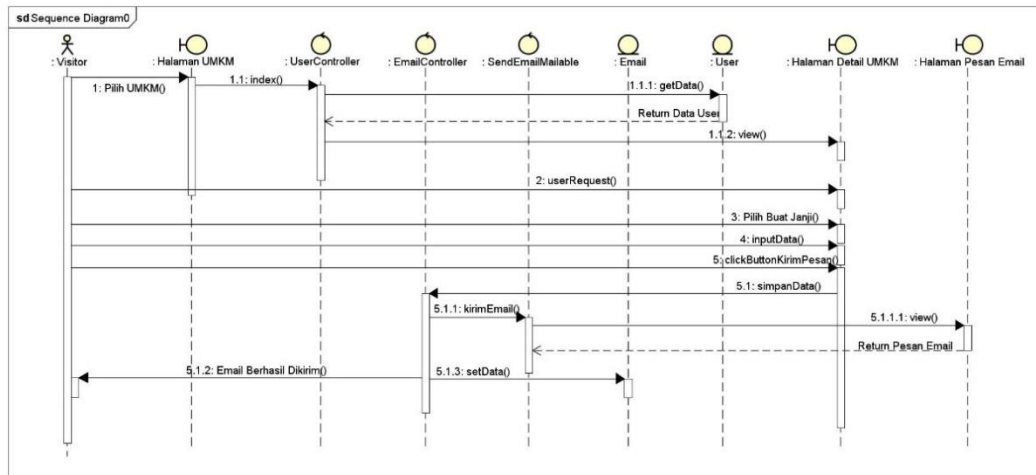 sd Sequence Diagram0
: Visitor
: Halaman UMKM
: UserController
: EmailController
: SendEmailMailable
: Email
: User
: Halaman Detail UMKM
: Halaman Pesan Email
1: Pilih UMKM()
1.1: index()
1.1.1: getData()
Return Data User
1.1.2: view()
2: userRequest()
3: Pilih Buat Janji()
4: inputData()
5: clickButtonKirimPesan()
5.1: simpanData()
5.1.1: kirimEmail()
5.1.1.1: view()
Return Pesan Email
5.1.2: Email Berhasil Dikirim()
5.1.3: setData()